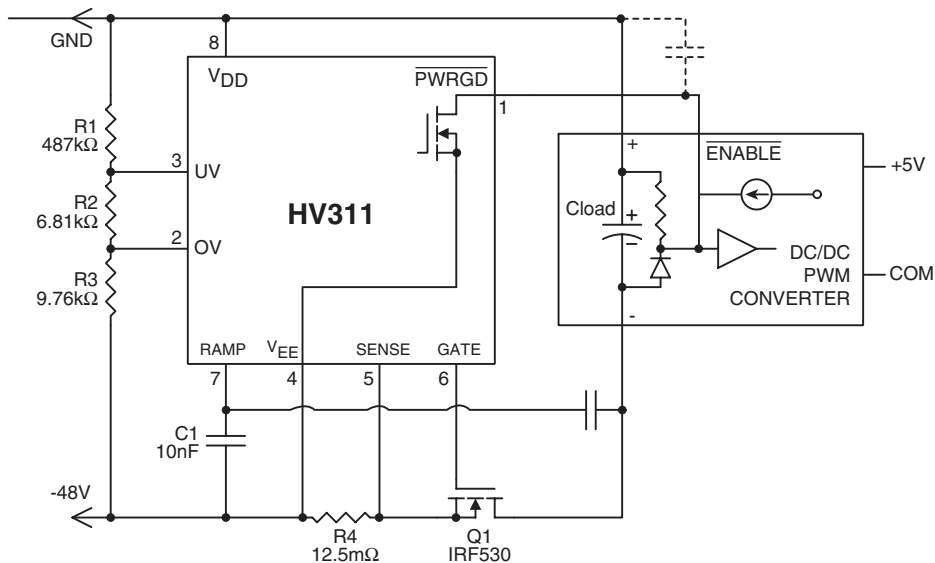 GND
8
VDD
PWRGD
1
R1
487kΩ
3
UV
ENABLE
+
+5V
R2
6.81kΩ
HV311
Cload
+
−
2
OV
DC/DC
PWM
CONVERTER
COM
R3
9.76kΩ
-
RAMP
VEE
SENSE
GATE
7
4
5
6
C1
10nF
-48V
R4
12.5mΩ
Q1
IRF530